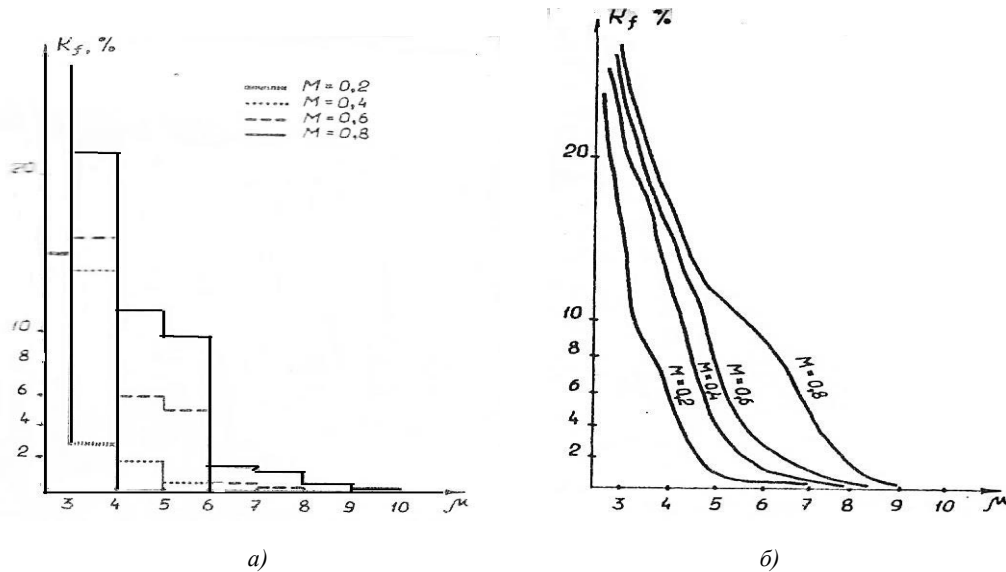 K_f, %
M = 0,2
M = 0,4
M = 0,6
M = 0,8
20
10
8
6
4
2
3 4 5 6 7 8 9 10 μ
а)
K_f %
20
10
8
6
4
2
M=0,2
M=0,4
M=0,6
M=0,8
3 4 5 6 7 8 9 10 μ
б)